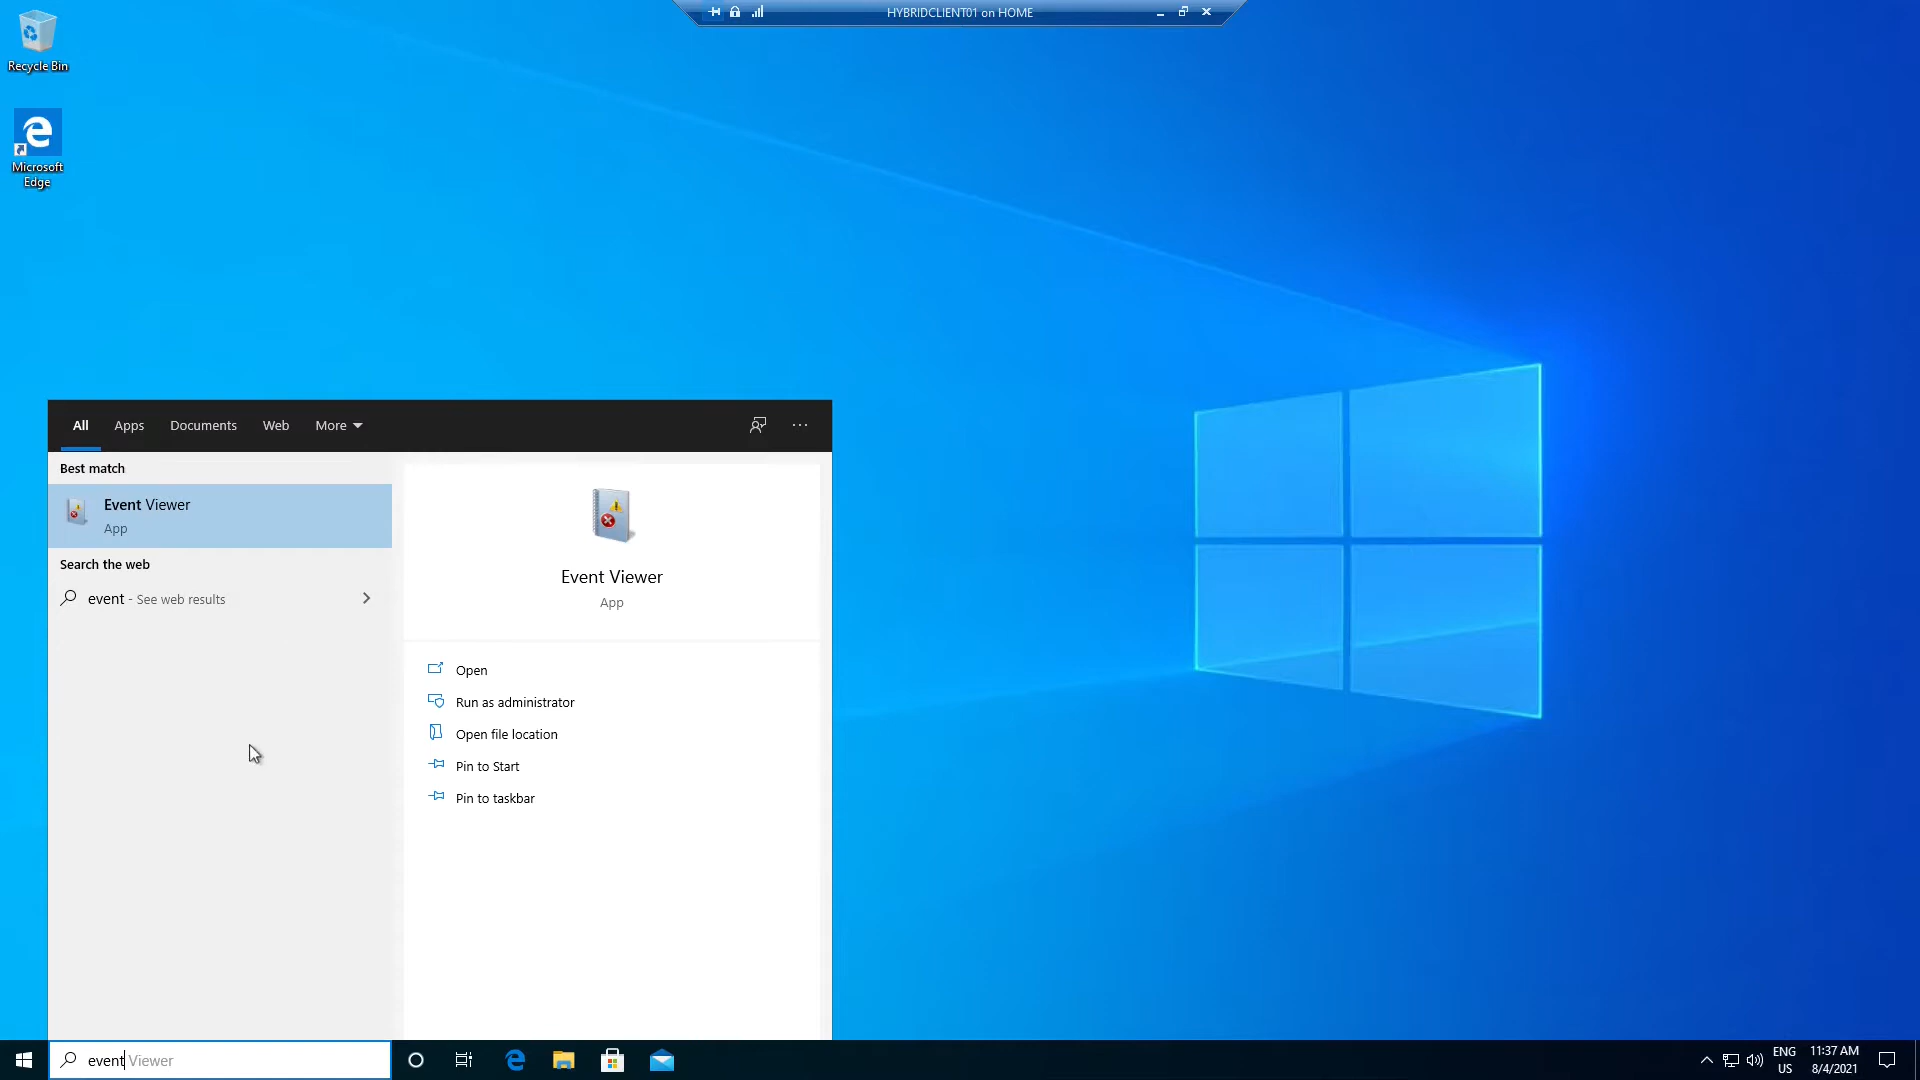 HYBRIDCLIENT01 on HOME
Recycle Bin
Microsoft
Edge
All
Apps
Documents
Web
More
Best match
Event Viewer
App
Search the web
event - See web results
Event Viewer
App
Open
Run as administrator
Open file location
Pin to Start
Pin to taskbar
event Viewer
ENG
US
11:37 AM
8/4/2021